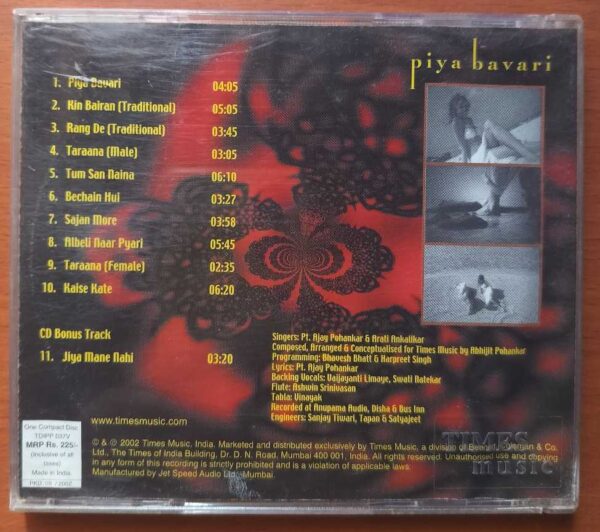 piya bavari
1. Piya Bavari 04:05
2. Kin Bairan (Traditional) 05:05
3. Rang De (Traditional) 03:45
4. Taraana (Male) 03:05
5. Tum San Naina 06:10
6. Bechain Hui 03:27
7. Sajan More 03:58
8. Albeli Naar Pyari 05:45
9. Taraana (Female) 02:35
10. Kaise Kate 06:20
CD Bonus Track
11. Jiya Mane Nahi 03:20
Singers: Pt. Ajay Pohankar & Arati Ankalikar
Composed, Arranged & Conceptualised for Times Music by Abhijit Pohankar
Programming: Bhavesh Bhatt & Harpreet Singh
Lyrics: Pt. Ajay Pohankar
Backing Vocals: Vaijayanti Limaye, Swati Natekar
Flute: Ashwin Srinivasan
Tabla: Vinayak
Recorded at Anupama Audio, Disha & Bus Inn
Engineers: Sanjay Tiwari, Tapan & Satyajeet
www.timesmusic.com
One Compact Disc
TDIPP 097V
MRP Rs. 225/-
(inclusive of all
taxes)
Made in India.
PKD. 08 /2002
© & ℗ 2002 Times Music, India. Marketed and distributed exclusively by Times Music, a division of Bennett, Coleman & Co.
Ltd., The Times of India Building, Dr. D. N. Road, Mumbai 400 001, India. All rights reserved. Unauthorised use and copying
in any form of this recording is strictly prohibited and is a violation of applicable laws.
Manufactured by Jet Speed Audio Ltd., Mumbai.
TIMES
music